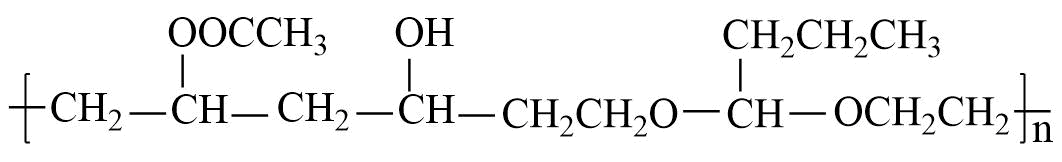 OOCCH₃ OH CH₂CH₂CH₃
[CH₂—CH—CH₂—CH—CH₂CH₂O—CH—OCH₂CH₂]n